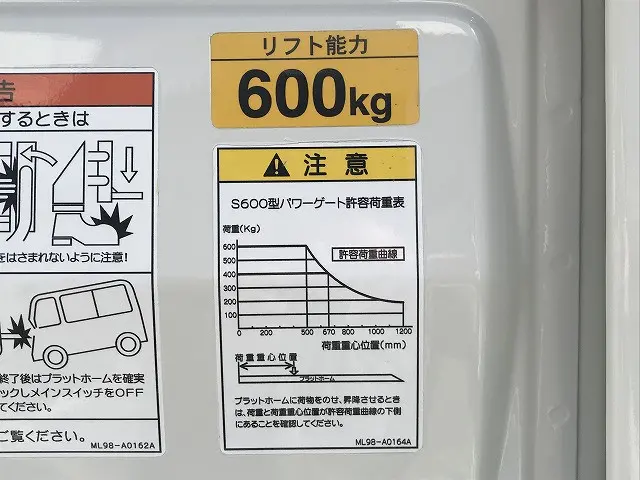 告
するときは
をはさまれないように注意!
終了後はプラットホームを確実
ックしメインスイッチをOFF
てください。
ご覧ください。
ML98-A0162A
リフト能力
600kg
注意
S600型パワーゲート許容荷重表
荷重(Kg)
600
500
400
300
200
100
許容荷重曲線
0 200 500 670 800 1000 1200
荷重重心位置(mm)
荷重重心位置
プラットホーム
プラットホームに荷物をのせ、昇降させるとき
は、荷重と荷重重心位置が許容荷重曲線の下側
にあることを確認してください。
ML98-A0164A